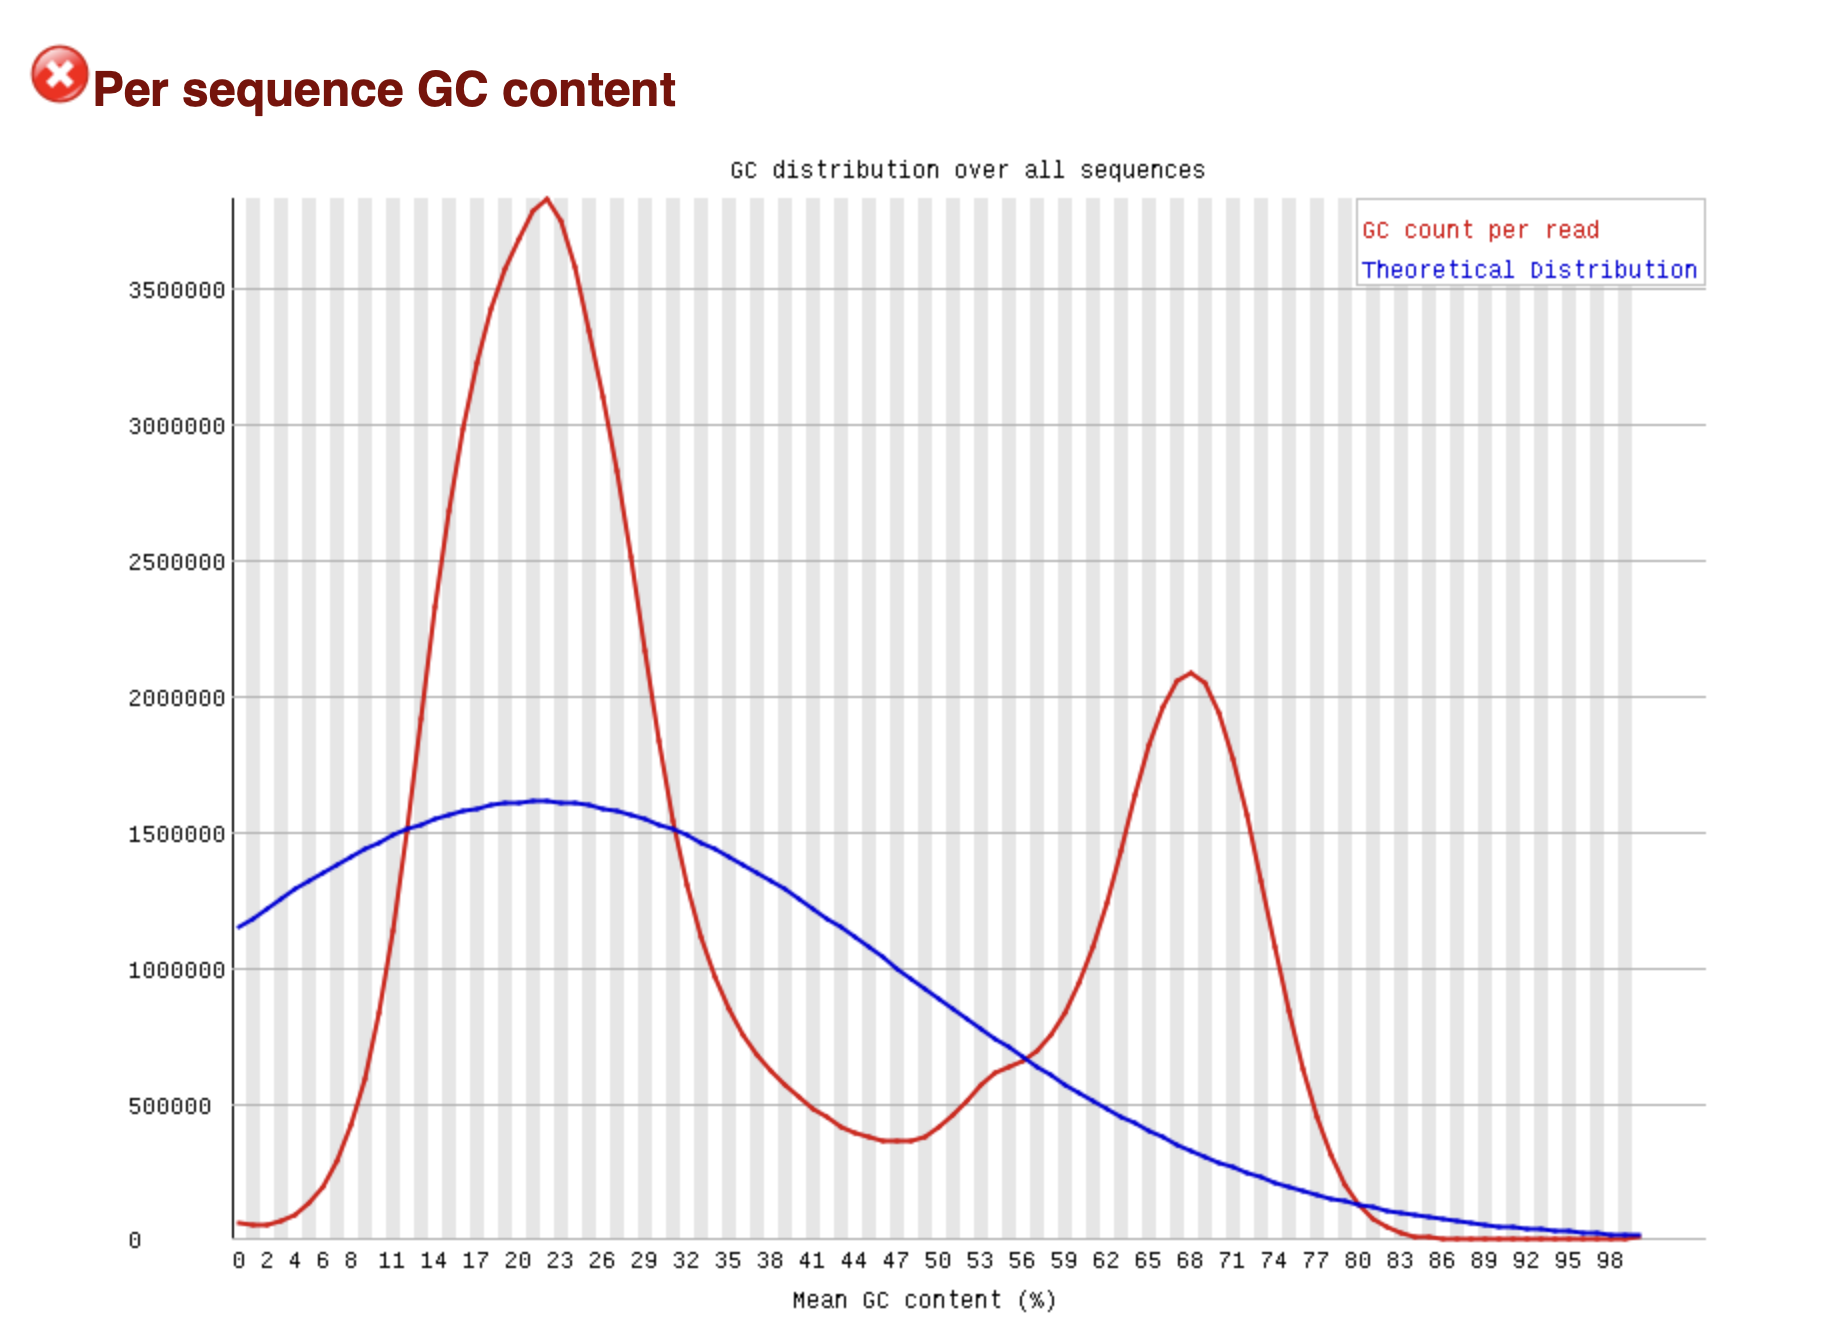 Per sequence GC content
GC distribution over all sequences
GC count per read
Theoretical Distribution
3500000
3000000
2500000
2000000
1500000
1000000
500000
0
0 2 4 6 8 11 14 17 20 23 26 29 32 35 38 41 44 47 50 53 56 59 62 65 68 71 74 77 80 83 86 89 92 95 98
Mean GC content (%)